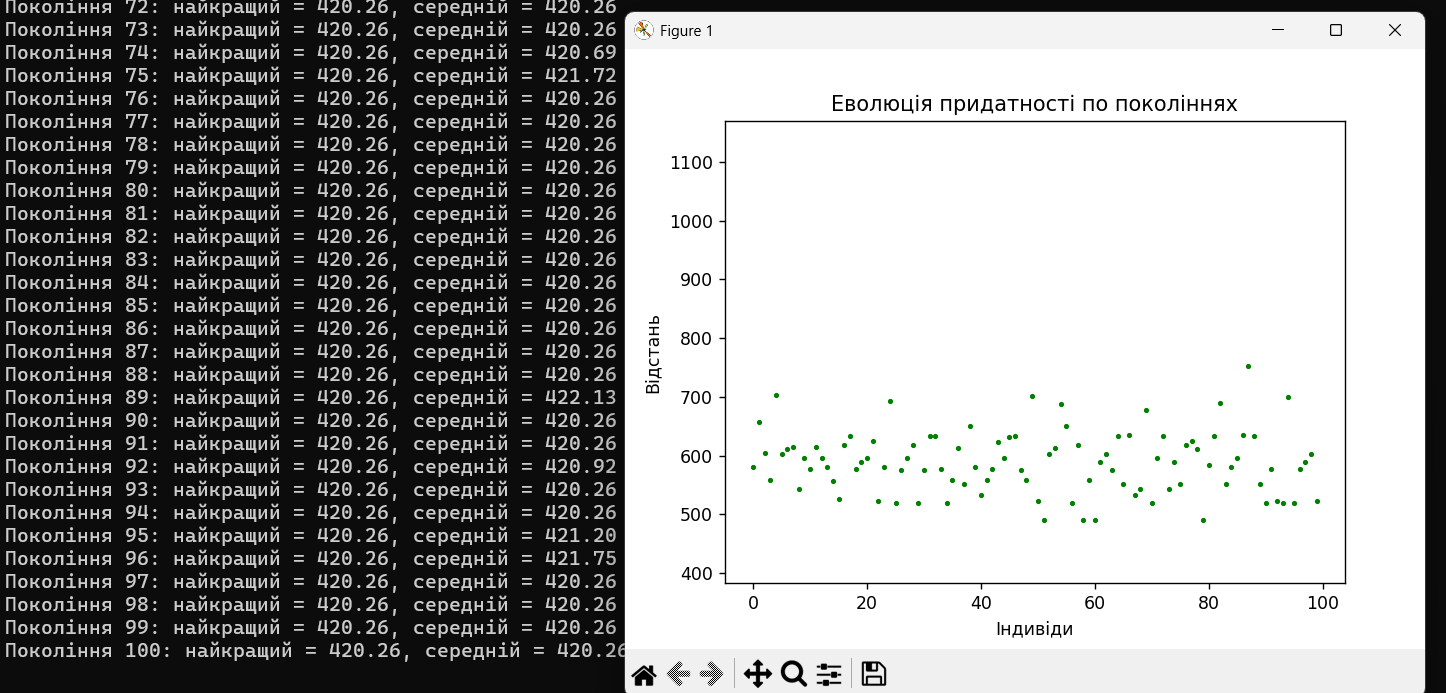 Покоління 72: найкращий = 420.26, середній = 420.26
Покоління 73: найкращий = 420.26, середній = 420.26
Покоління 74: найкращий = 420.26, середній = 420.69
Покоління 75: найкращий = 420.26, середній = 421.72
Покоління 76: найкращий = 420.26, середній = 420.26
Покоління 77: найкращий = 420.26, середній = 420.26
Покоління 78: найкращий = 420.26, середній = 420.26
Покоління 79: найкращий = 420.26, середній = 420.26
Покоління 80: найкращий = 420.26, середній = 420.26
Покоління 81: найкращий = 420.26, середній = 420.26
Покоління 82: найкращий = 420.26, середній = 420.26
Покоління 83: найкращий = 420.26, середній = 420.26
Покоління 84: найкращий = 420.26, середній = 420.26
Покоління 85: найкращий = 420.26, середній = 420.26
Покоління 86: найкращий = 420.26, середній = 420.26
Покоління 87: найкращий = 420.26, середній = 420.26
Покоління 88: найкращий = 420.26, середній = 420.26
Покоління 89: найкращий = 420.26, середній = 422.13
Покоління 90: найкращий = 420.26, середній = 420.26
Покоління 91: найкращий = 420.26, середній = 420.26
Покоління 92: найкращий = 420.26, середній = 420.92
Покоління 93: найкращий = 420.26, середній = 420.26
Покоління 94: найкращий = 420.26, середній = 420.26
Покоління 95: найкращий = 420.26, середній = 421.20
Покоління 96: найкращий = 420.26, середній = 421.75
Покоління 97: найкращий = 420.26, середній = 420.26
Покоління 98: найкращий = 420.26, середній = 420.26
Покоління 99: найкращий = 420.26, середній = 420.26
Покоління 100: найкращий = 420.26, середній = 420.26
Figure 1
Еволюція придатності по поколіннях
1100
1000
900
800
700
600
500
400
Відстань
0 20 40 60 80 100
Індивіди